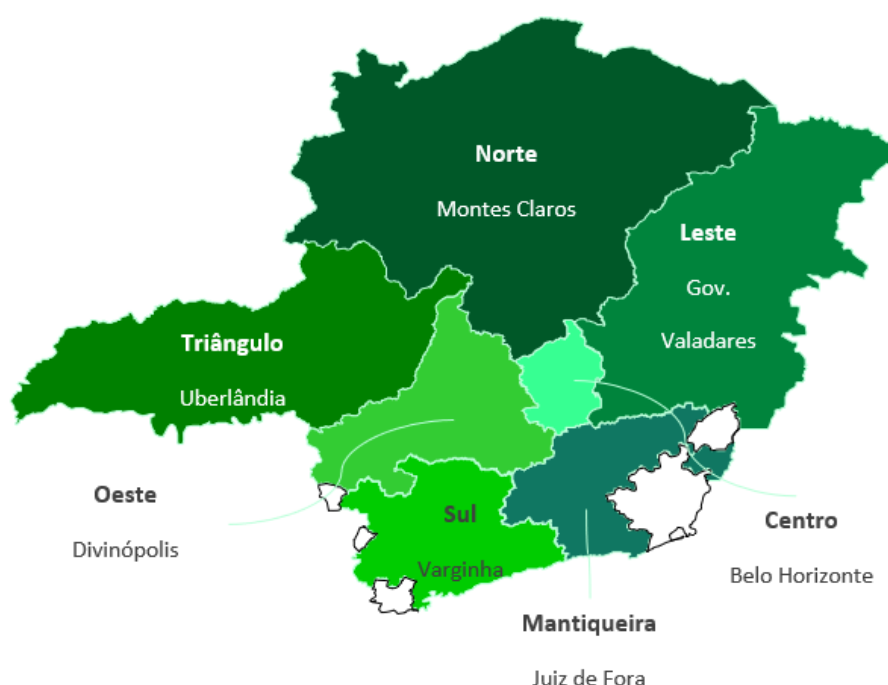 Norte
Montes Claros
Leste
Gov.
Valadares
Triângulo
Uberlândia
Oeste
Divinópolis
Sul
Varginha
Centro
Belo Horizonte
Mantiqueira
Juiz de Fora